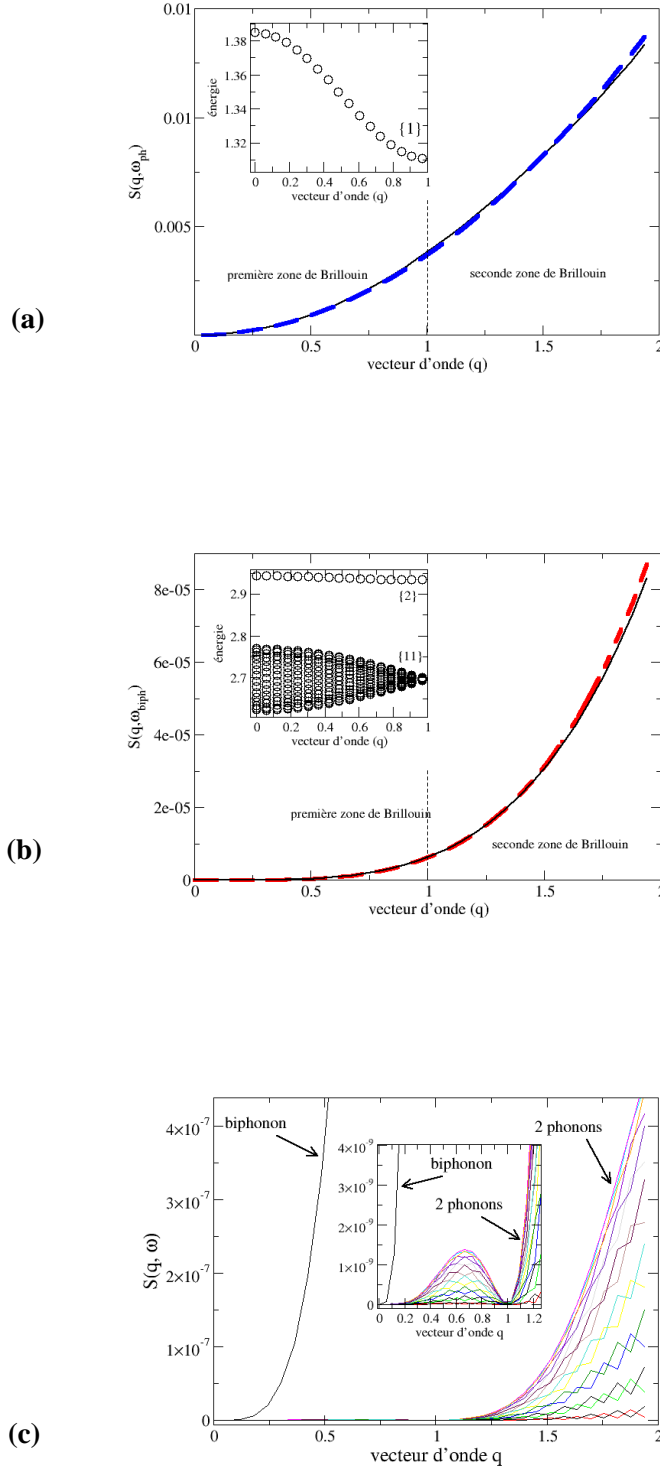 0.01
0.01
0.005
0
S(q,ω_ph)
1.38
1.36
1.34
1.32
énergie
{1}
0 0.2 0.4 0.6 0.8 1
vecteur d'onde (q)
première zone de Brillouin
seconde zone de Brillouin
(a)
0 0.5 1 1.5 2
vecteur d'onde (q)
8e-05
6e-05
4e-05
2e-05
0
S(q,ω_biph)
2.9
2.8
2.7
énergie
{2}
{11}
0 0.2 0.4 0.6 0.8 1
vecteur d'onde (q)
première zone de Brillouin
seconde zone de Brillouin
(b)
0 0.5 1 1.5 2
vecteur d'onde (q)
4×10⁻⁷
3×10⁻⁷
2×10⁻⁷
1×10⁻⁷
0
S(q, ω)
biphonon
2 phonons
4×10⁻⁹
3×10⁻⁹
2×10⁻⁹
1×10⁻⁹
0
biphonon
2 phonons
0 0.2 0.4 0.6 0.8 1 1.2
vecteur d'onde q
(c)
0 0.5 1 1.5 2
vecteur d'onde q